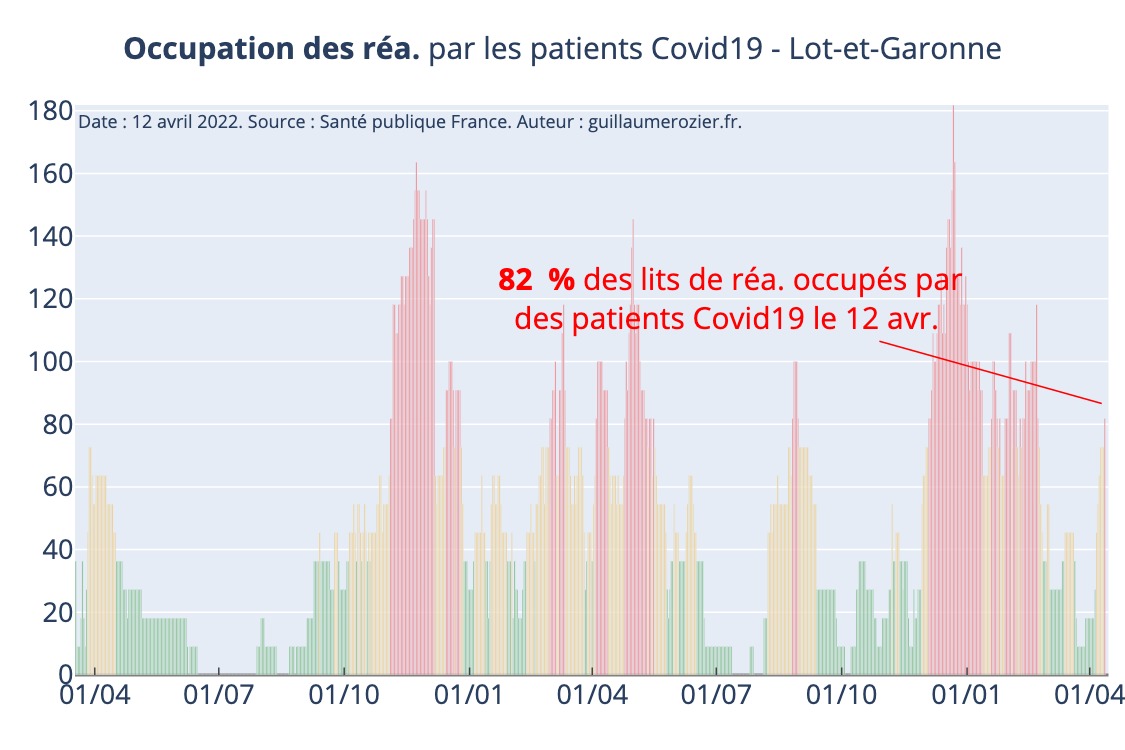 Occupation des réa. par les patients Covid19 - Lot-et-Garonne
180
Date : 12 avril 2022. Source : Santé publique France. Auteur : guillaumerozier.fr.
160
140
82 % des lits de réa. occupés par
120
des patients Covid19 le 12 avr.
100
80
60
40
20
0
01/04 01/07 01/10 01/01 01/04 01/07 01/10 01/01 01/04